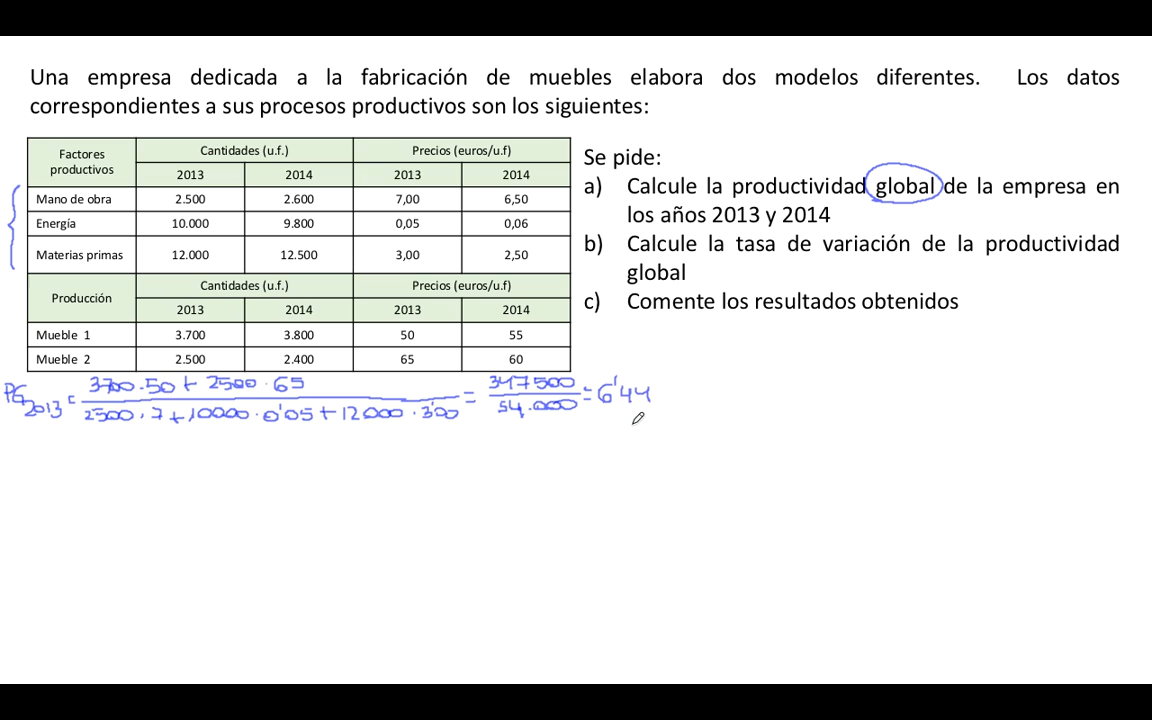 Una empresa dedicada a la fabricación de muebles elabora dos modelos diferentes. Los datos
correspondientes a sus procesos productivos son los siguientes:
Factores productivos Cantidades (u.f.) Precios (euros/u.f)
2013 2014 2013 2014
Mano de obra 2.500 2.600 7,00 6,50
Energía 10.000 9.800 0,05 0,06
Materias primas 12.000 12.500 3,00 2,50
Producción Cantidades (u.f.) Precios (euros/u.f)
2013 2014 2013 2014
Mueble 1 3.700 3.800 50 55
Mueble 2 2.500 2.400 65 60
Se pide:
a) Calcule la productividad global de la empresa en
los años 2013 y 2014
b) Calcule la tasa de variación de la productividad
global
c) Comente los resultados obtenidos
3700·50 + 2500·65 347500
PG2013 = = = 6'44
2500·7+10000·0'05+12000·3'00 54.000